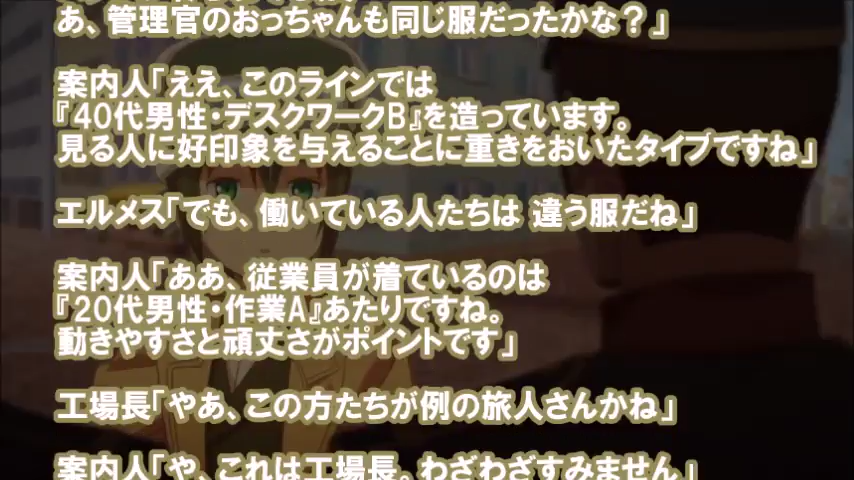 あ、管理官のおっちゃんも同じ服だったかな？」
案内人「ええ、このラインでは
『40代男性・デスクワークB』を造っています。
見る人に好印象を与えることに重きをおいたタイプですね」
エルメス「でも、働いている人たちは 違う服だね」
案内人「ああ、従業員が着ているのは
『20代男性・作業A』あたりですね。
動きやすさと頑丈さがポイントです」
工場長「やあ、この方たちが例の旅人さんかね」
案内人「や、これは工場長。わざわざすみません」